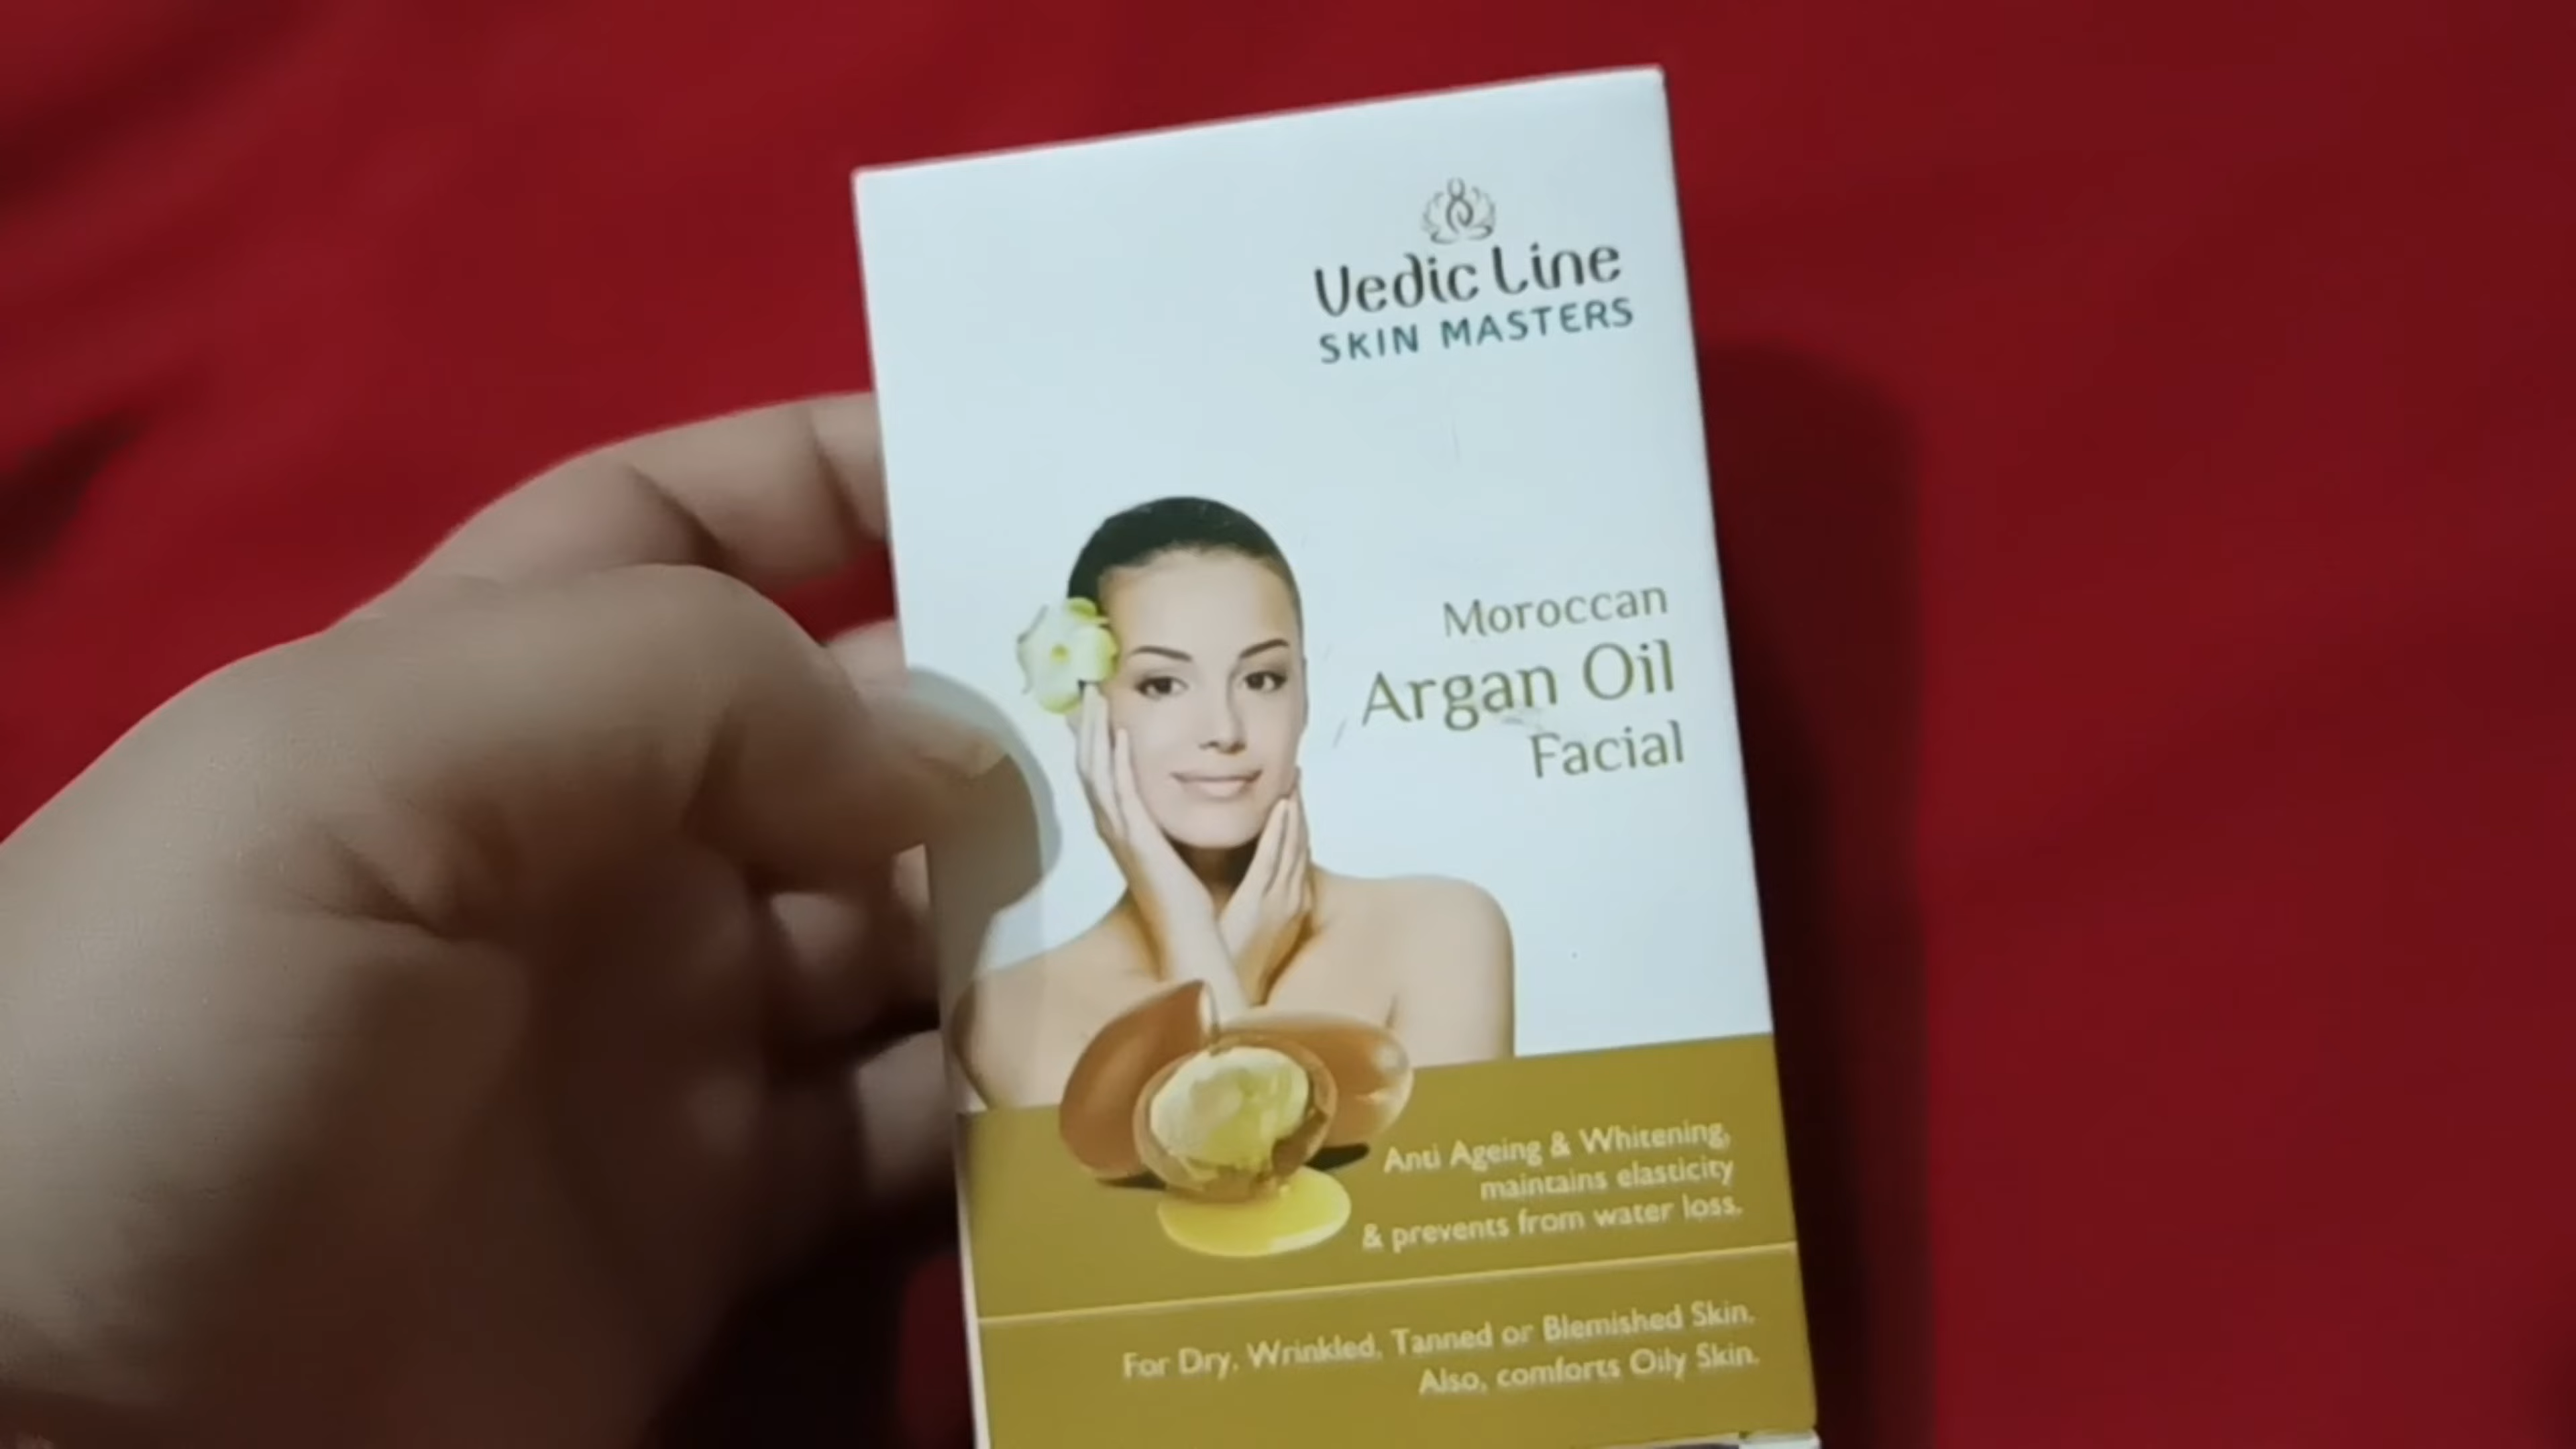 Vedic Line
SKIN MASTERS
Moroccan
Argan Oil
Facial
Anti Ageing & Whitening,
maintains elasticity
& prevents from water loss.
For Dry, Wrinkled, Tanned or Blemished Skin.
Also, comforts Oily Skin.